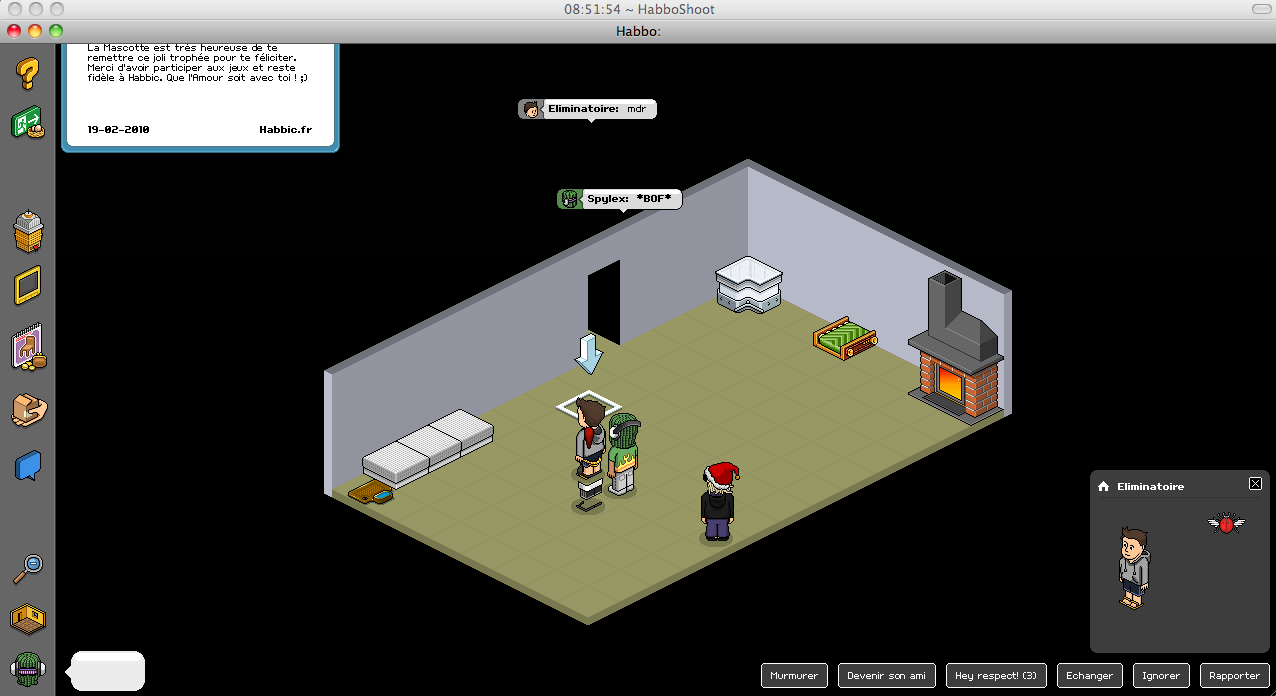 08:51:54 ~ HabboShoot
Habbo:
La Mascotte est très heureuse de te
remettre ce joli trophée pour te féliciter.
Merci d'avoir participer aux jeux et reste
fidèle à Habbic. Que l'Amour soit avec toi ! ;)
19-02-2010 Habbic.fr
Eliminatoire: mdr
Spylex: *BOF*
Eliminatoire
Murmurer Devenir son ami Hey respect! (3) Echanger Ignorer Rapporter